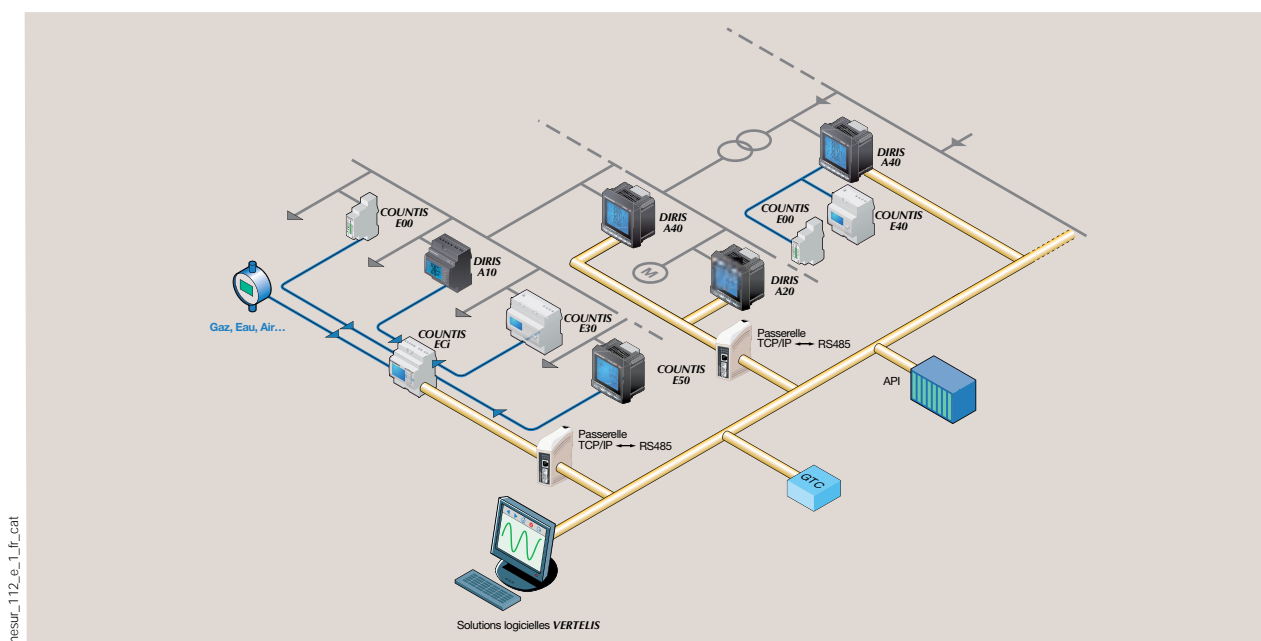 DIRIS
A40
COUNTIS
E00
COUNTIS
E40
COUNTIS
E00
DIRIS
A40
DIRIS
A10
M
DIRIS
A20
Gaz, Eau, Air...
COUNTIS
ECi
COUNTIS
E30
Passerelle
TCP/IP ↔ RS485
COUNTIS
E50
API
Passerelle
TCP/IP ↔ RS485
GTC
Solutions logicielles VERTELIS
mesur_112_e_1_fr_cat